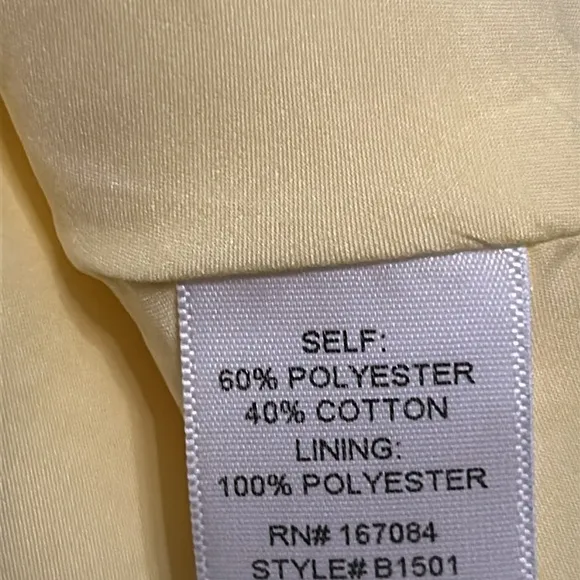 SELF:
60% POLYESTER
40% COTTON
LINING:
100% POLYESTER
RN# 167084
STYLE# B1501